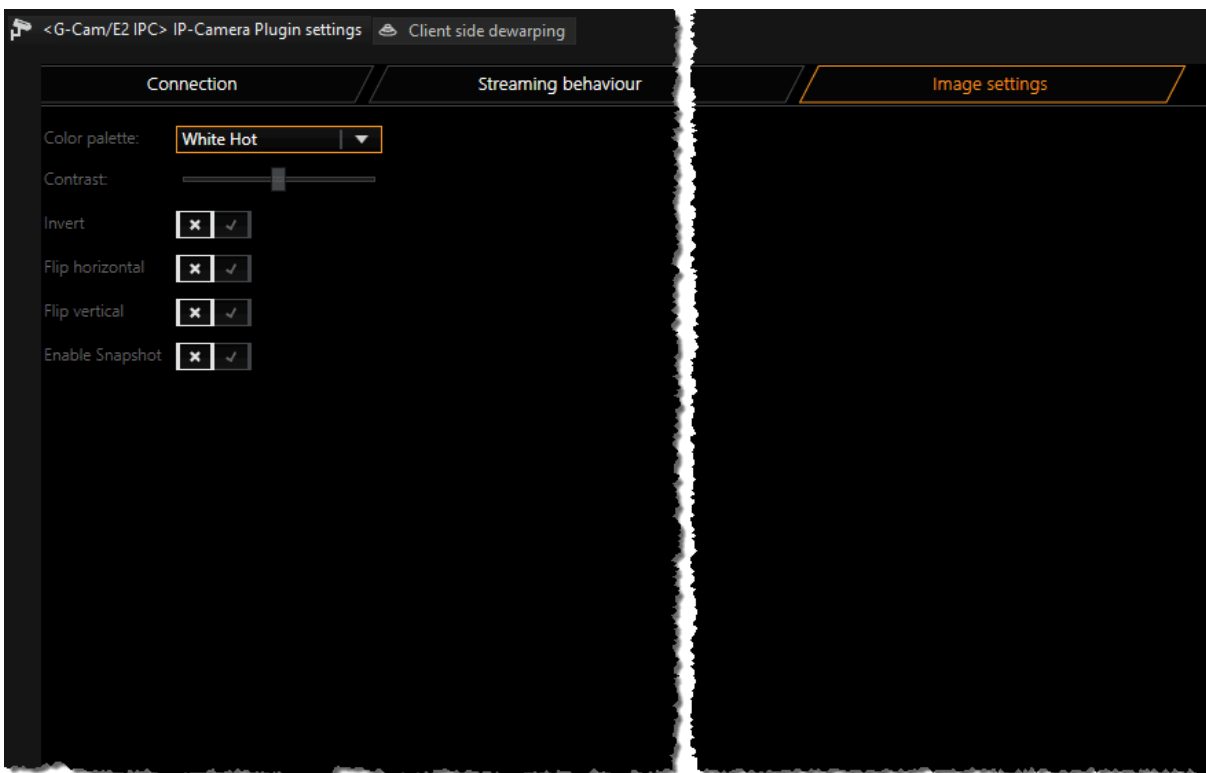 <G-Cam/E2 IPC> IP-Camera Plugin settings Client side dewarping
Connection Streaming behaviour Image settings
Color palette: White Hot
Contrast:
Invert
Flip horizontal
Flip vertical
Enable Snapshot